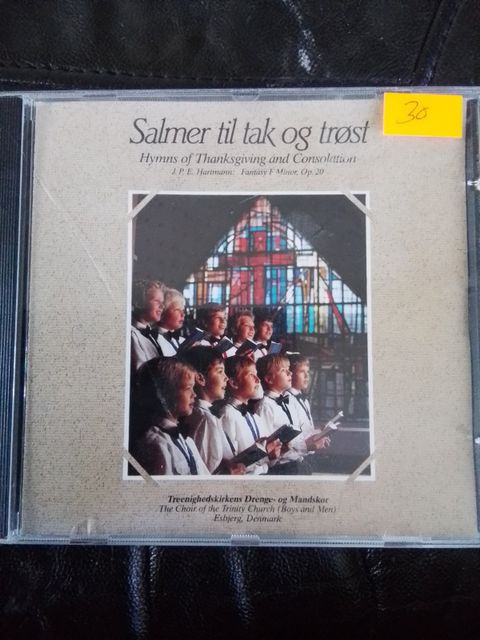 30
Salmer til tak og trøst
Hymns of Thanksgiving and Consolation
J. P. E. Hartmann: Fantasy F Minor, Op. 20
Treenighedskirkens Drenge- og Mandskor
The Choir of the Trinity Church (Boys and Men)
Esbjerg, Denmark